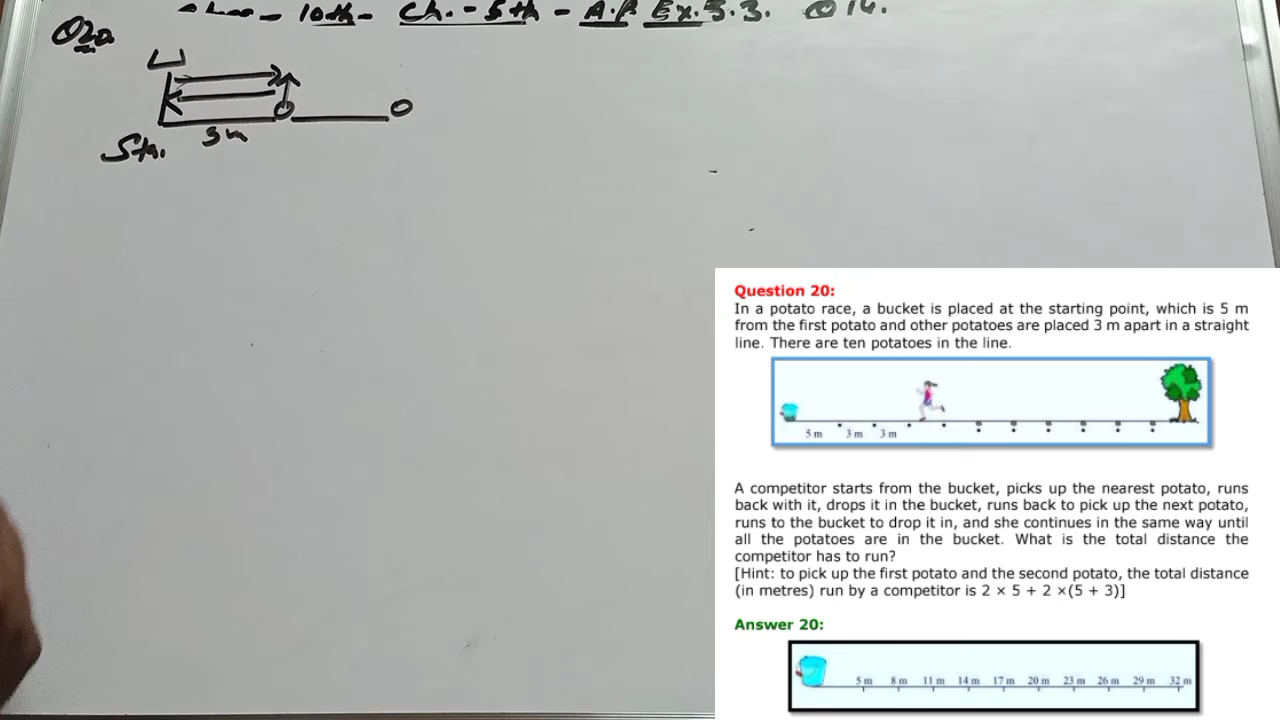 10th - Ch. - 5th - A.P Ex. 5.3. Q 14.
Q20
5m
Stn.
Question 20:
In a potato race, a bucket is placed at the starting point, which is 5 m
from the first potato and other potatoes are placed 3 m apart in a straight
line. There are ten potatoes in the line.
5 m 3 m 3 m
A competitor starts from the bucket, picks up the nearest potato, runs
back with it, drops it in the bucket, runs back to pick up the next potato,
runs to the bucket to drop it in, and she continues in the same way until
all the potatoes are in the bucket. What is the total distance the
competitor has to run?
[Hint: to pick up the first potato and the second potato, the total distance
(in metres) run by a competitor is 2 × 5 + 2 ×(5 + 3)]
Answer 20:
5 m 8 m 11 m 14 m 17 m 20 m 23 m 26 m 29 m 32 m